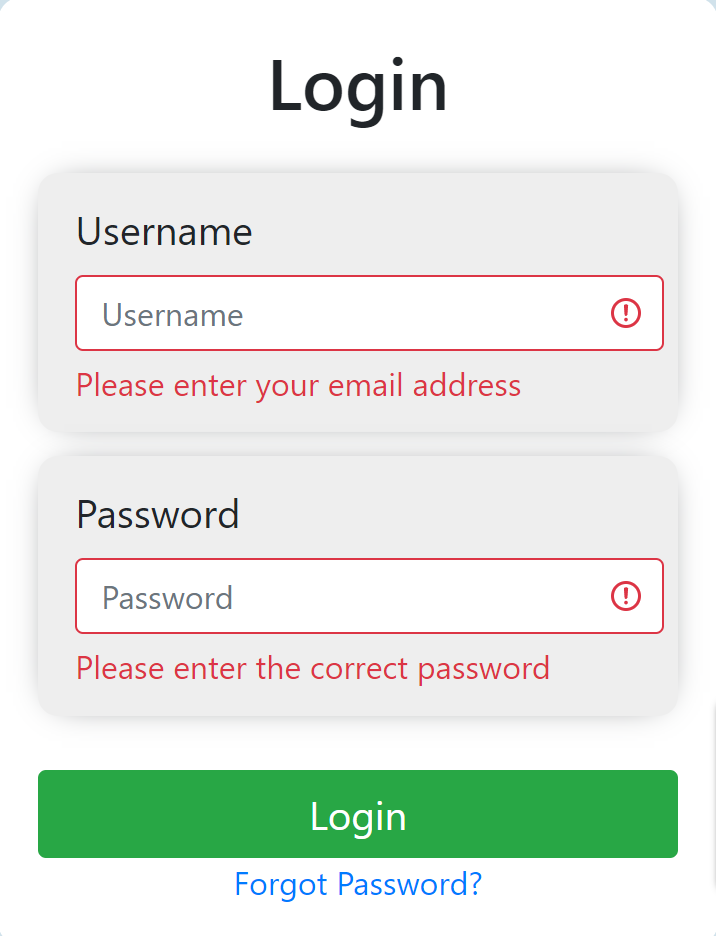 Login
Username
Username
Please enter your email address
Password
Password
Please enter the correct password
Login
Forgot Password?